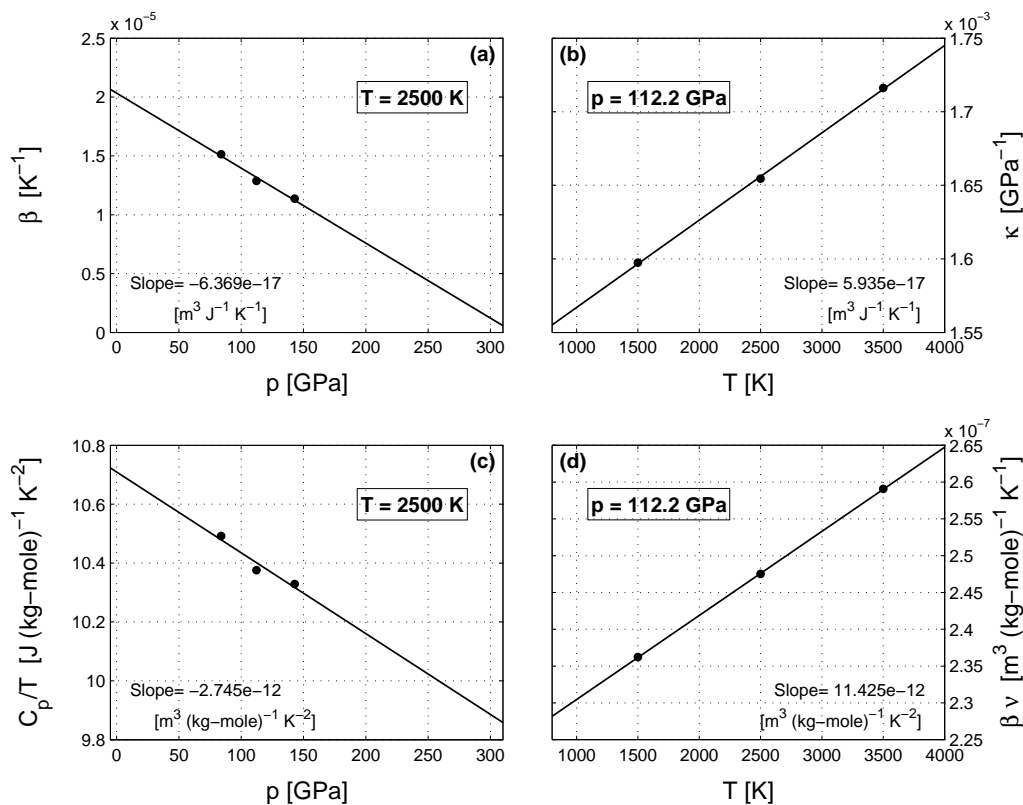 x 10^−5
(a)
T = 2500 K
2.5
2
1.5
1
0.5
0
β [K^−1]
Slope= −6.369e−17
[m^3 J^−1 K^−1]
0 50 100 150 200 250 300
p [GPa]
x 10^−3
(b)
p = 112.2 GPa
1.75
1.7
1.65
1.6
1.55
κ [GPa^−1]
Slope= 5.935e−17
[m^3 J^−1 K^−1]
1000 1500 2000 2500 3000 3500 4000
T [K]
(c)
T = 2500 K
10.8
10.6
10.4
10.2
10
9.8
C_p/T [J (kg−mole)^−1 K^−2]
Slope= −2.745e−12
[m^3 (kg−mole)^−1 K^−2]
0 50 100 150 200 250 300
p [GPa]
x 10^−7
(d)
p = 112.2 GPa
2.65
2.6
2.55
2.5
2.45
2.4
2.35
2.3
2.25
β ν [m^3 (kg−mole)^−1 K^−1]
Slope= 11.425e−12
[m^3 (kg−mole)^−1 K^−2]
1000 1500 2000 2500 3000 3500 4000
T [K]